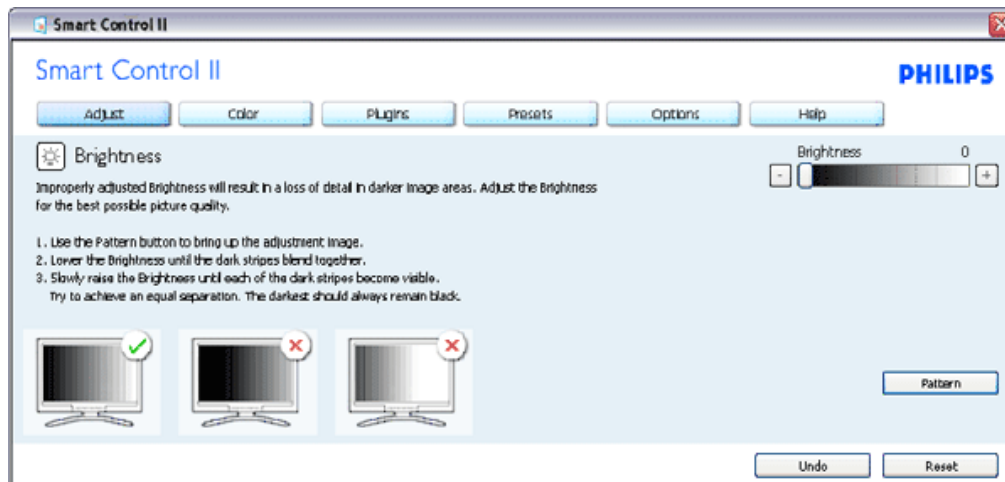 Smart Control II
Smart Control II
PHILIPS
Adjust Color Plugins Presets Options Help
Brightness
Brightness 0
Improperly adjusted Brightness will result in a loss of detail in darker image areas. Adjust the Brightness
for the best possible picture quality.
- +
1. Use the Pattern button to bring up the adjustment image.
2. Lower the Brightness until the dark stripes blend together.
3. Slowly raise the Brightness until each of the dark stripes become visible.
Try to achieve an equal separation. The darkest should always remain black.
Pattern
Undo Reset